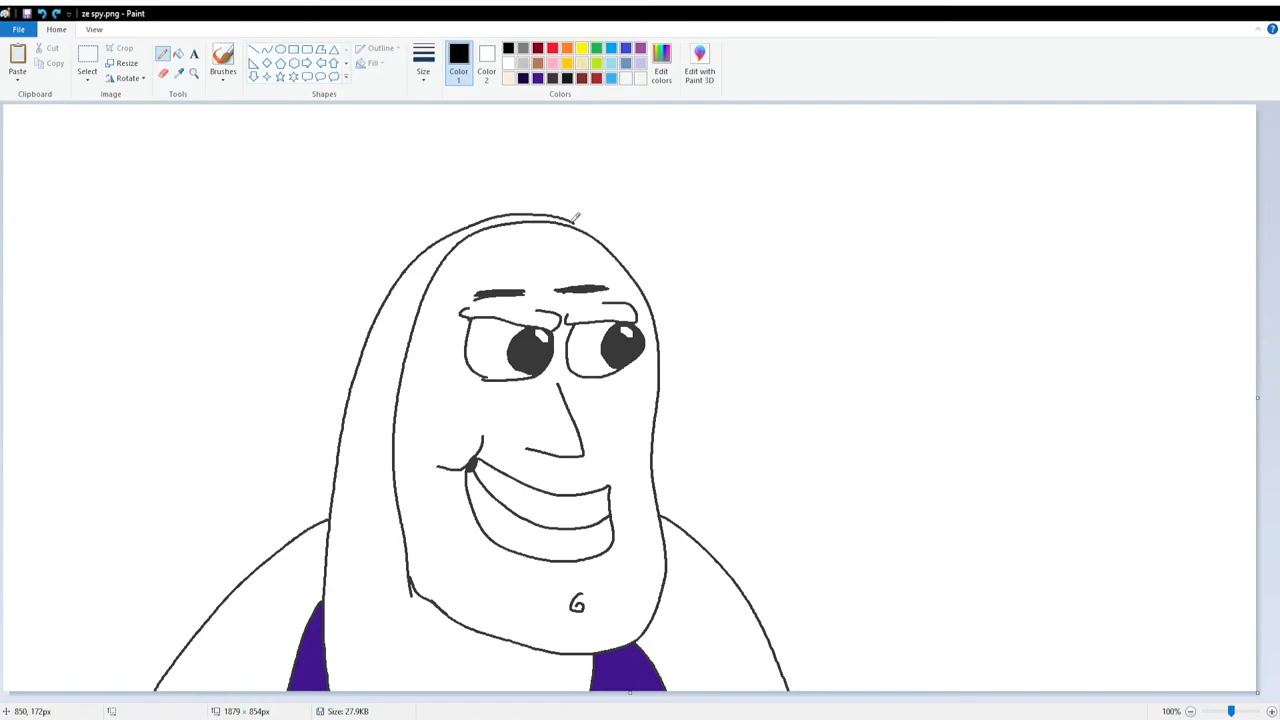 ze spy.png - Paint
File Home View
Paste
Cut
Copy
Clipboard
Select
Crop
Resize
Rotate
Image
A
Tools
Brushes
Outline
Fill
Shapes
Size
Color 1
Color 2
Edit colors
Colors
Edit with Paint 3D
850, 172px
1879 × 854px
Size: 27.9KB
100%